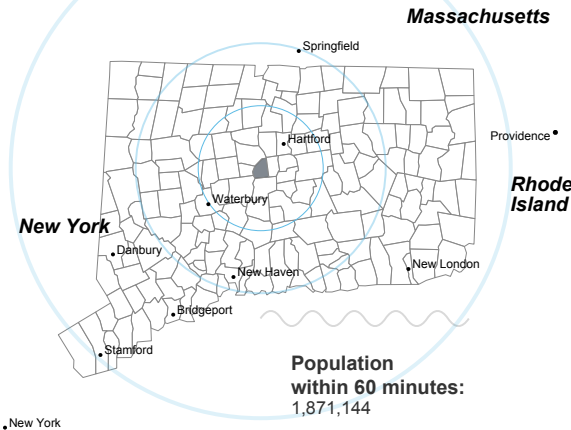 Massachusetts
Springfield
Providence
Hartford
Rhode
Island
Waterbury
New York
Danbury
New Haven
New London
Bridgeport
Stamford
Population
within 60 minutes:
1,871,144
New York